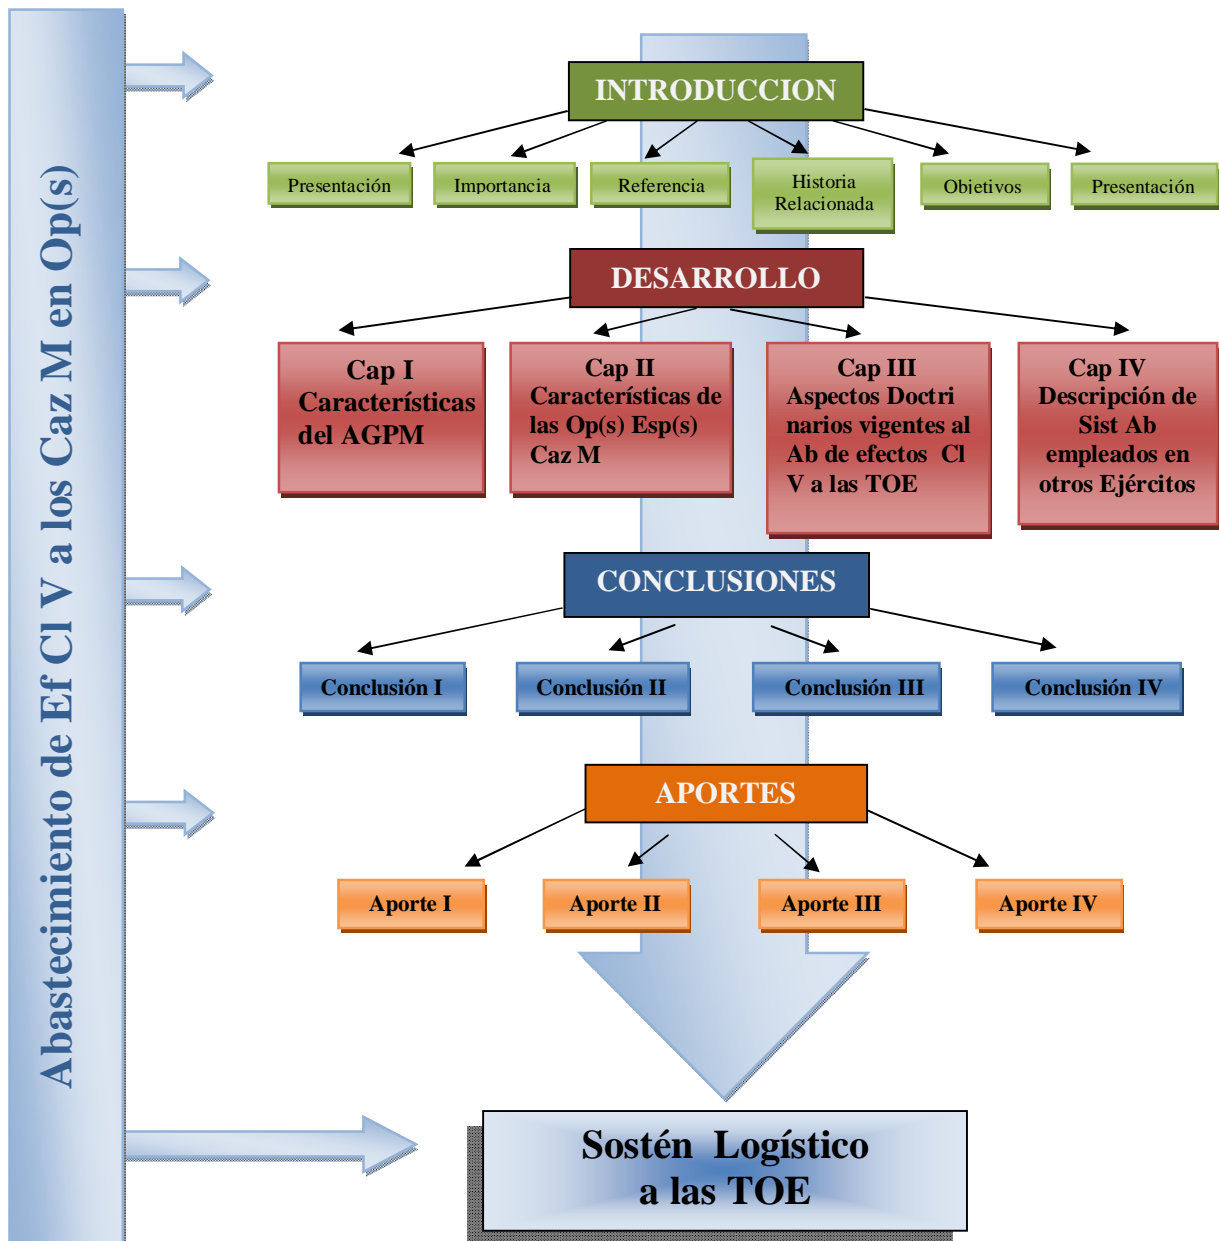 Abastecimiento de Ef Cl V a los Caz M en Op(s)
INTRODUCCION
Presentación
Importancia
Referencia
Historia
Relacionada
Objetivos
Presentación
DESARROLLO
Cap I
Característícas
del AGPM
Cap II
Características de
las Op(s) Esp(s)
Caz M
Cap III
Aspectos Doctri
narios vigentes al
Ab de efectos Cl
V a las TOE
Cap IV
Descripción de
Sist Ab
empleados en
otros Ejércitos
CONCLUSIONES
Conclusión I
Conclusión II
Conclusión III
Conclusión IV
APORTES
Aporte I
Aporte II
Aporte III
Aporte IV
Sostén Logístico
a las TOE